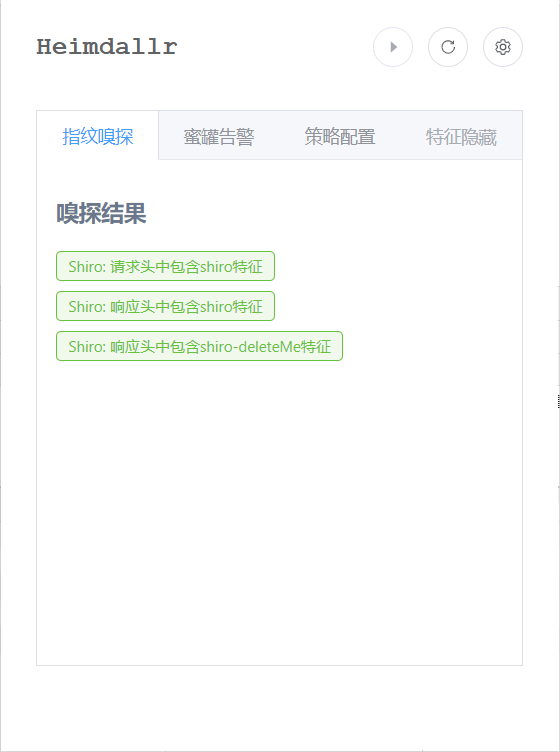 Heimdallr
指纹嗅探 蜜罐告警 策略配置 特征隐藏
嗅探结果
Shiro: 请求头中包含shiro特征
Shiro: 响应头中包含shiro特征
Shiro: 响应头中包含shiro-deleteMe特征